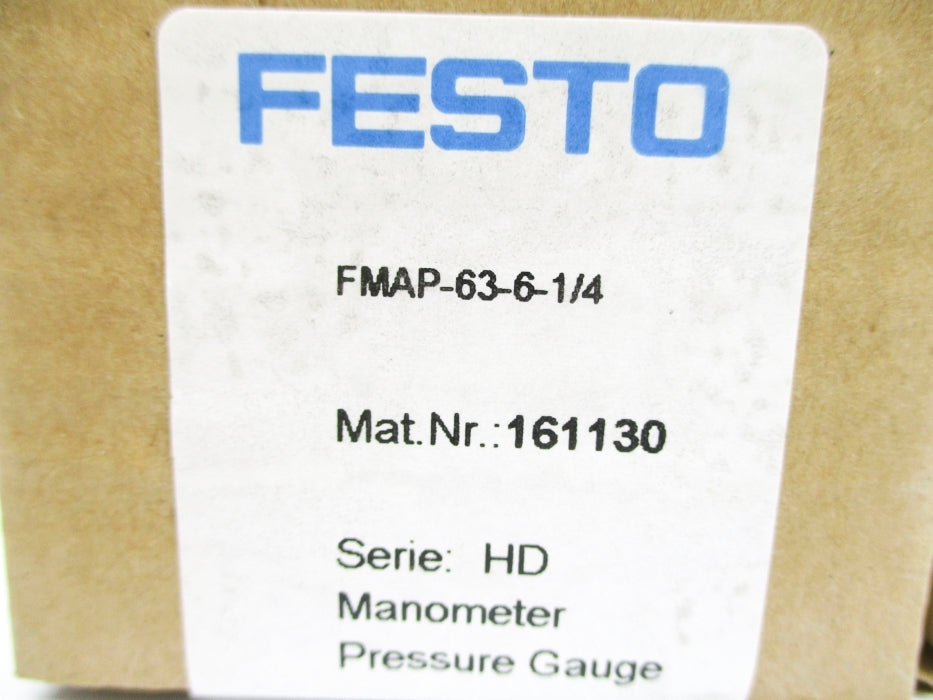 FESTO
FMAP-63-6-1/4
Mat.Nr.:161130
Serie: HD
Manometer
Pressure Gauge